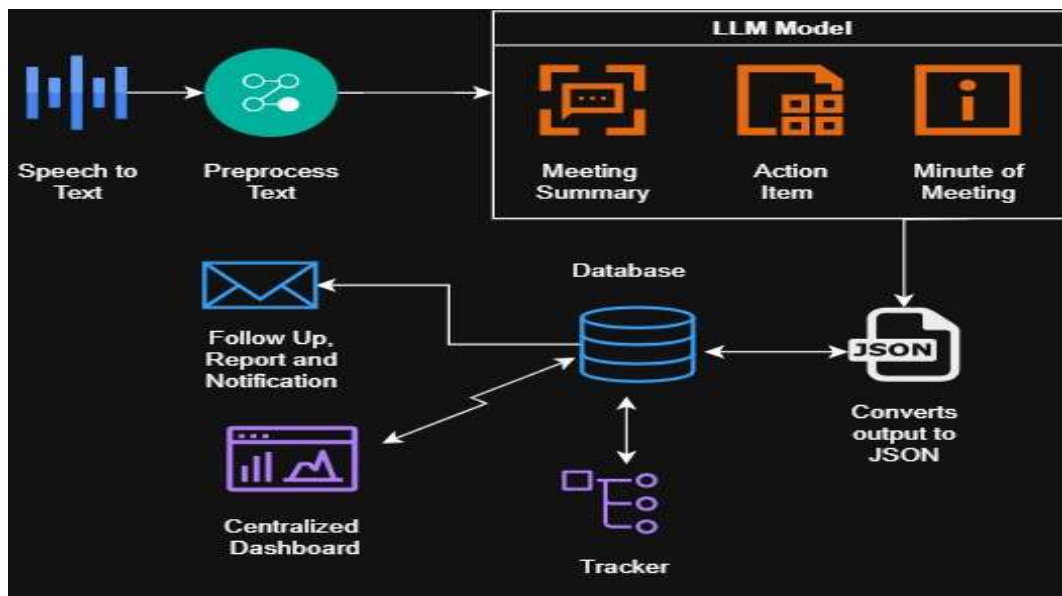 LLM Model
Speech to
Text
Preprocess
Text
Meeting
Summary
Action
Item
Minute of
Meeting
Database
Follow Up,
Report and
Notification
JSON
Converts
output to
JSON
Centralized
Dashboard
Tracker